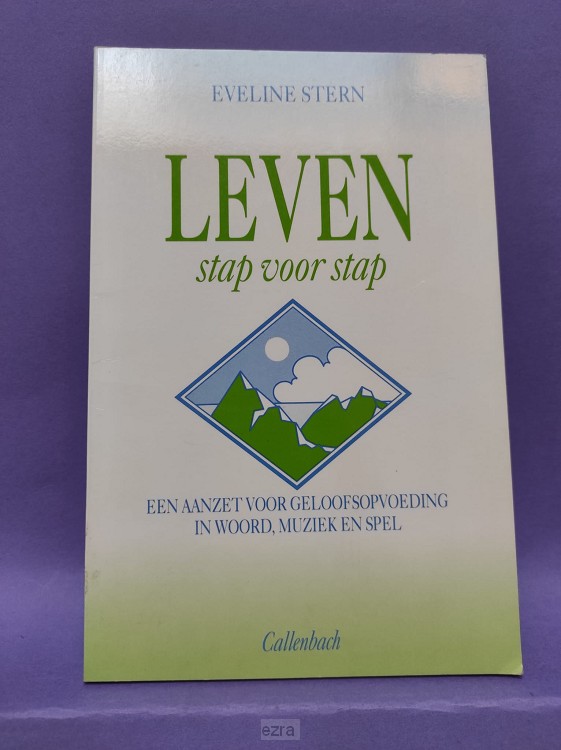 EVELINE STERN
LEVEN
stap voor stap
EEN AANZET VOOR GELOOFSOPVOEDING
IN WOORD, MUZIEK EN SPEL
Callenbach
ezra